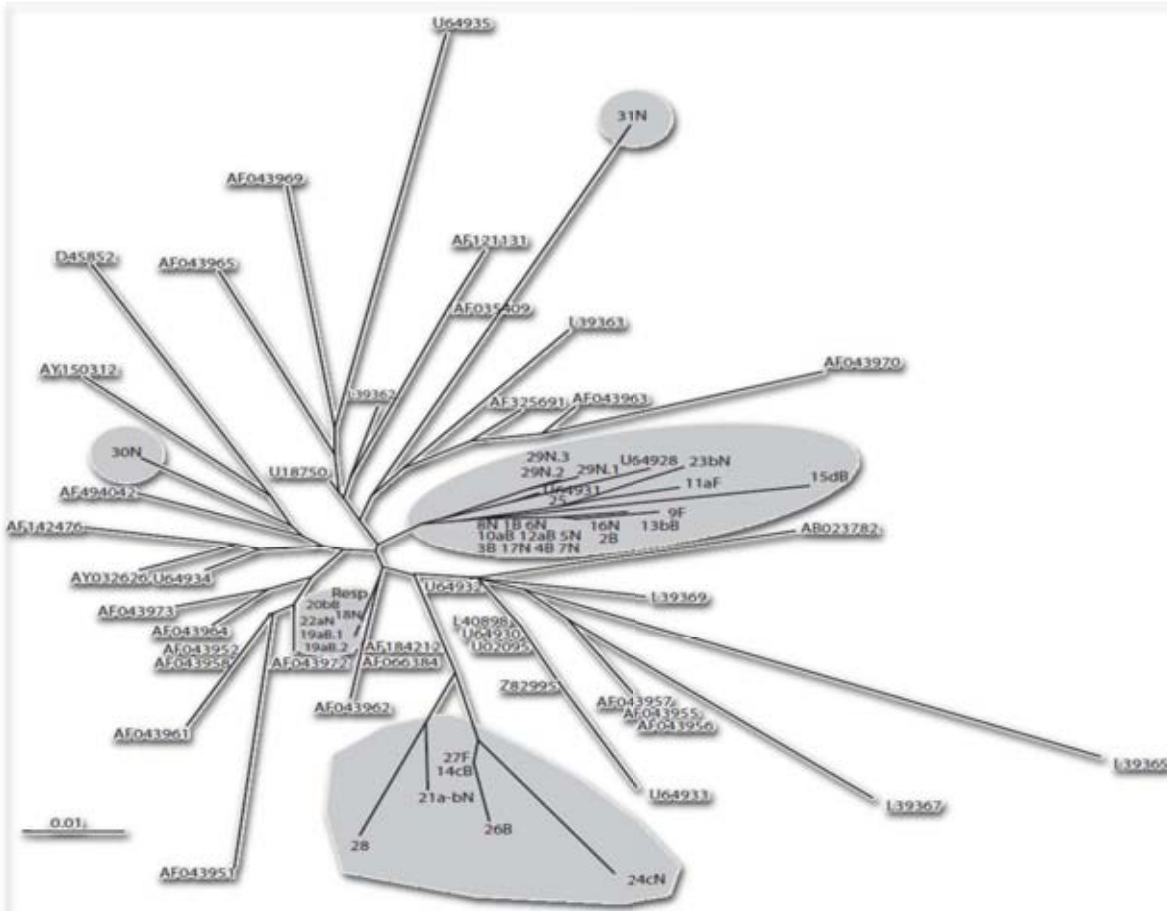 U64935
31N
AF043969
AF121131
D45852
AF043965
AF035409
L39363
AF043970
AY150312
L39362
AF325691 AF043963
30N
29N.3
U64928
23bN
U18750
29N.2
29N.1
15dB
AF494042
U64931
25
11aF
9F
AF142476
8N 1B 6N
16N
13bB
AB023782
10aB 12aB 5N
2B
3B 17N 4B 7N
AY032626
U64934
U64932
Resp
L39369
20bB
AF043973
18N
22aN
L40898
AF043964
19aB.1
U64930
AF043952
19aB.2
AF184212
U02095
AF043958
AF043972
AF066384
Z82995
AF043962
AF043957
AF043955
AF043956
AF043961
27F
14cB
L39365
21a-bN
U64933
L39367
0.01
26B
28
AF043951
24cN